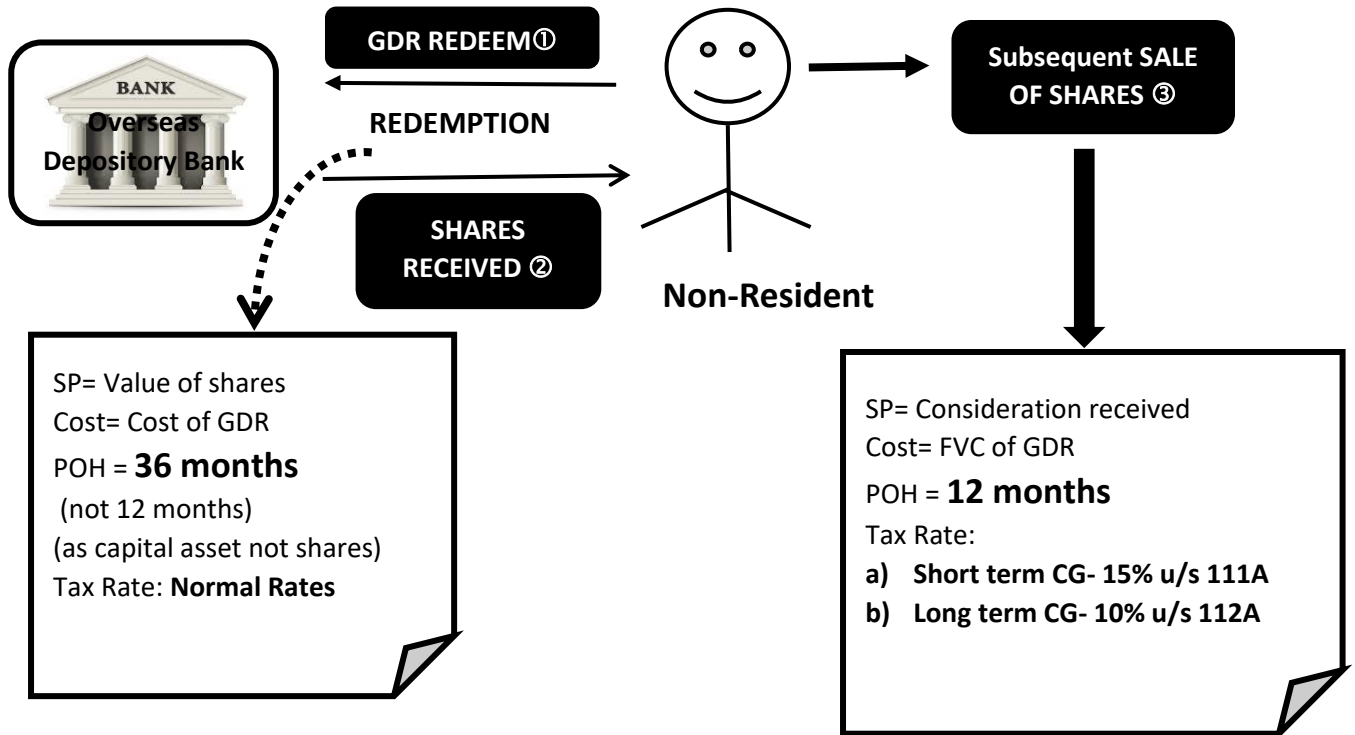 GDR REDEEM①
BANK
Overseas
Depository Bank
REDEMPTION
SHARES
RECEIVED ②
Non-Resident
Subsequent SALE
OF SHARES ③
SP= Value of shares
Cost= Cost of GDR
POH = 36 months
(not 12 months)
(as capital asset not shares)
Tax Rate: Normal Rates
SP= Consideration received
Cost= FVC of GDR
POH = 12 months
Tax Rate:
a) Short term CG- 15% u/s 111A
b) Long term CG- 10% u/s 112A